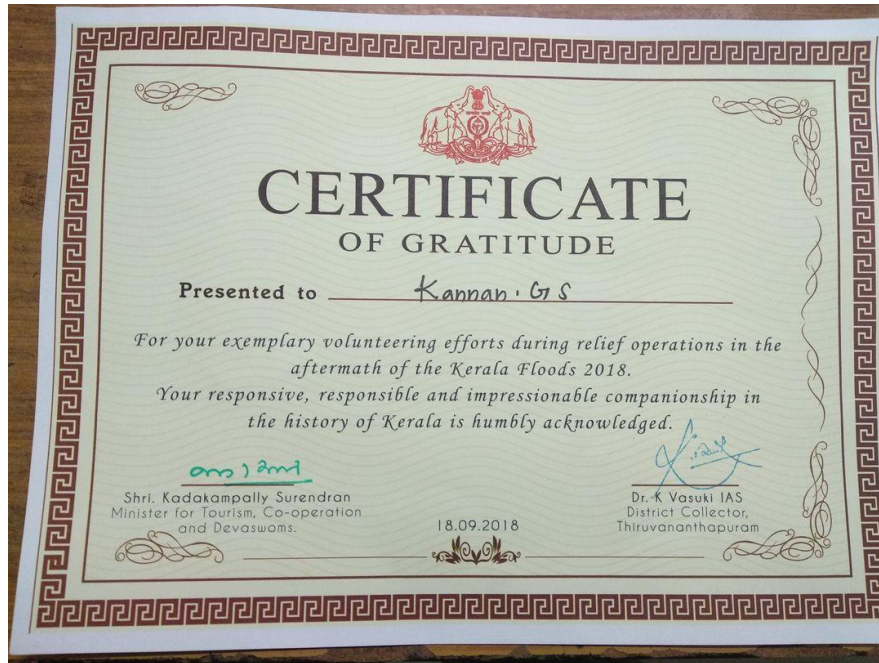 CERTIFICATE
OF GRATITUDE
Presented to Kannan. G S
For your exemplary volunteering efforts during relief operations in the
aftermath of the Kerala Floods 2018.
Your responsive, responsible and impressionable companionship in
the history of Kerala is humbly acknowledged.
Shri. Kadakampally Surendran
Minister for Tourism, Co-operation
and Devaswoms.
18.09.2018
Dr. K Vasuki IAS
District Collector,
Thiruvananthapuram